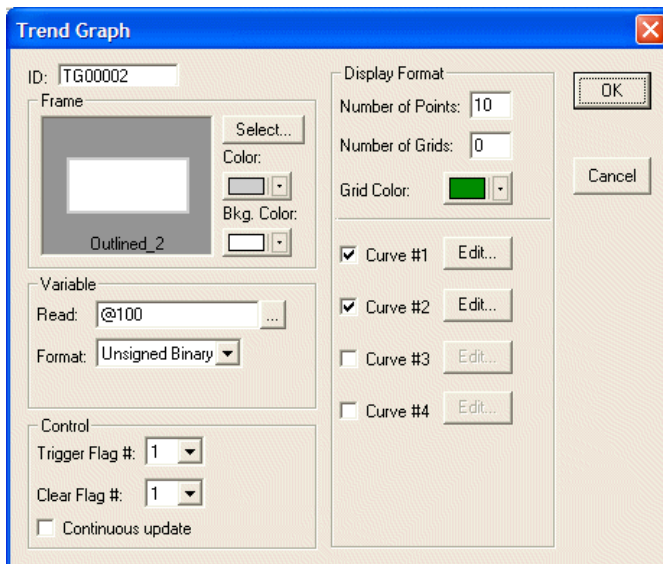 Trend Graph
ID: TG00002
Frame
Select...
Color:
Bkg. Color:
Outlined_2
Variable
Read: @100 ...
Format: Unsigned Binary
Control
Trigger Flag #: 1
Clear Flag #: 1
Continuous update
Display Format
Number of Points: 10
Number of Grids: 0
Grid Color:
Curve #1 Edit...
Curve #2 Edit...
Curve #3 Edit...
Curve #4 Edit...
OK
Cancel